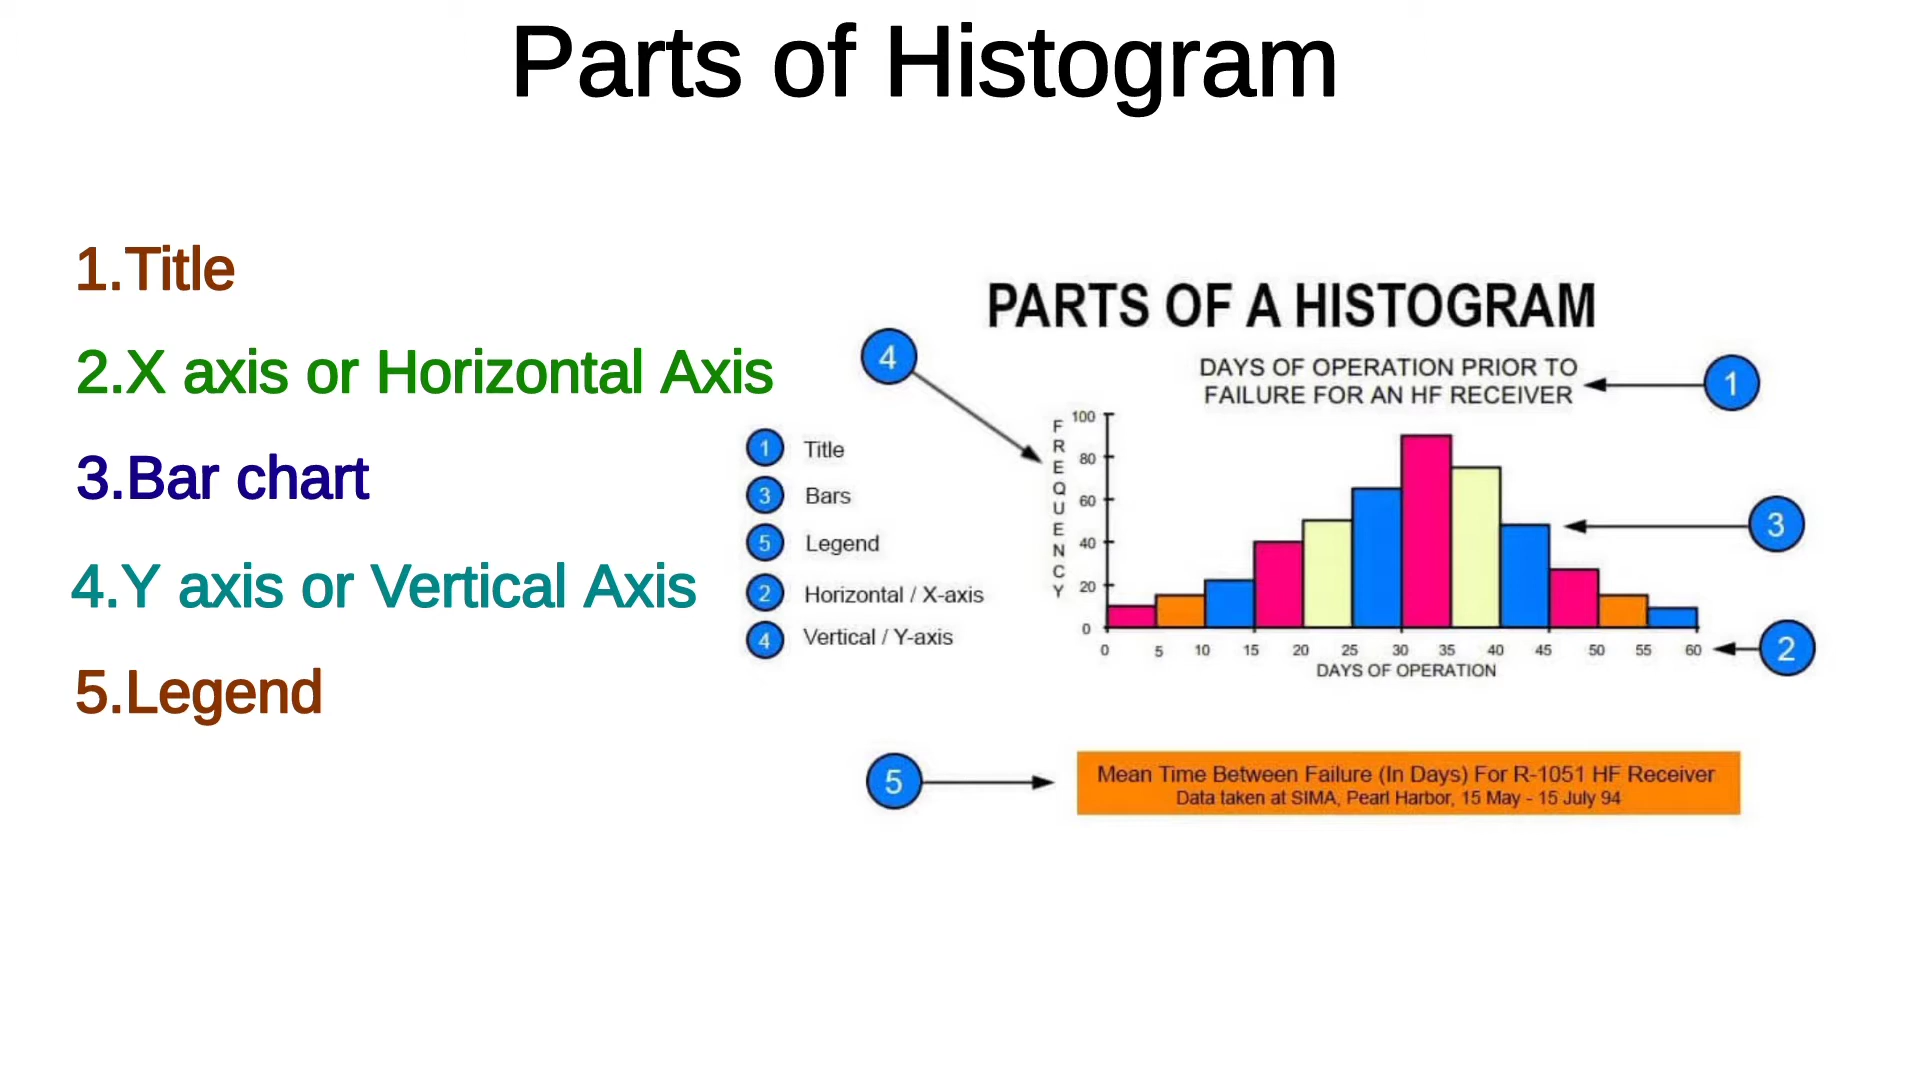 Parts of Histogram
1.Title
2.X axis or Horizontal Axis
3.Bar chart
4.Y axis or Vertical Axis
5.Legend
PARTS OF A HISTOGRAM
4
DAYS OF OPERATION PRIOR TO
FAILURE FOR AN HF RECEIVER
1
1 Title
3 Bars
5 Legend
2 Horizontal / X-axis
4 Vertical / Y-axis
FREQUENCY
100
80
60
40
20
0
3
0 5 10 15 20 25 30 35 40 45 50 55 60
2
DAYS OF OPERATION
5
Mean Time Between Failure (In Days) For R-1051 HF Receiver
Data taken at SIMA, Pearl Harbor, 15 May - 15 July 94